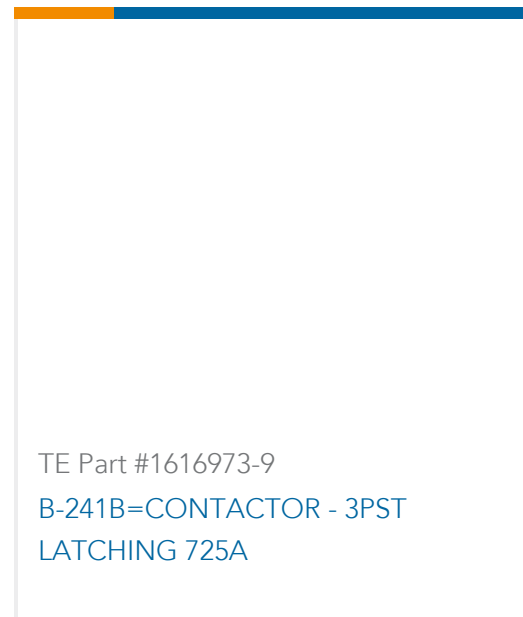 TE Part #1616973-9
B-241B=CONTACTOR - 3PST
LATCHING 725A